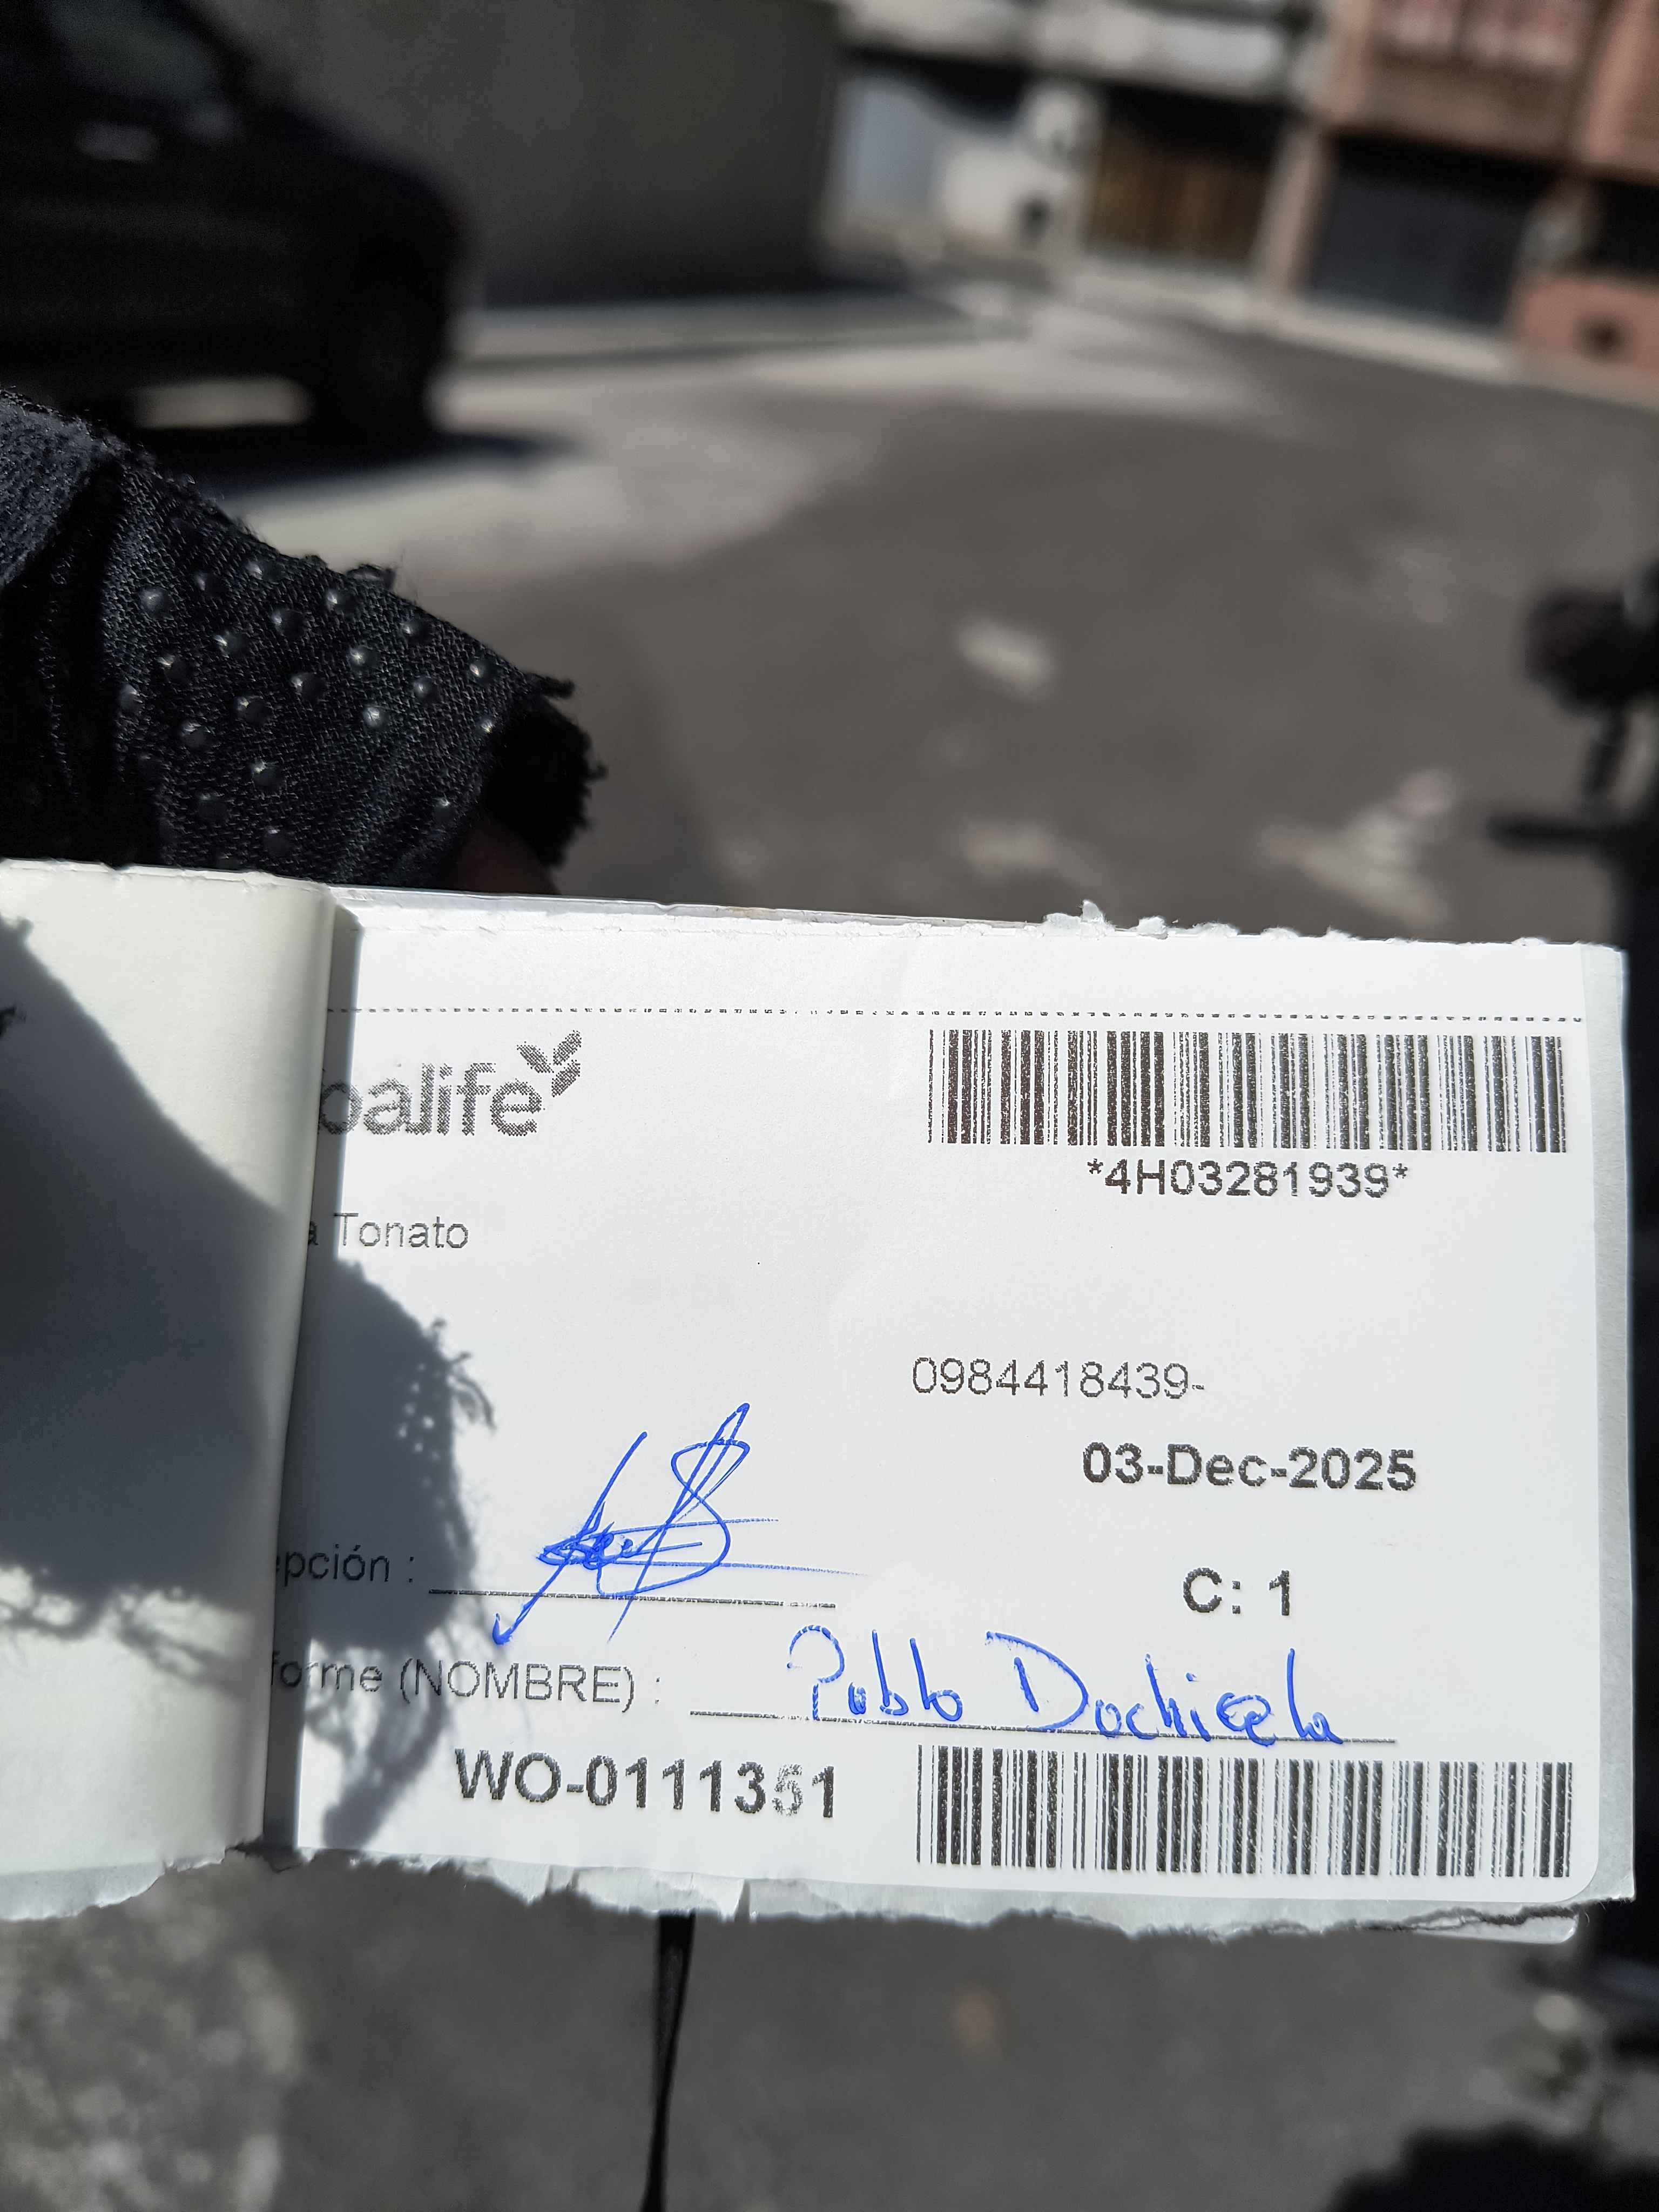 balife
*4H03281939*
a Tonato
0984418439-
03-Dec-2025
epción :
C: 1
forme (NOMBRE) : Pablo Dochicela
WO-0111351